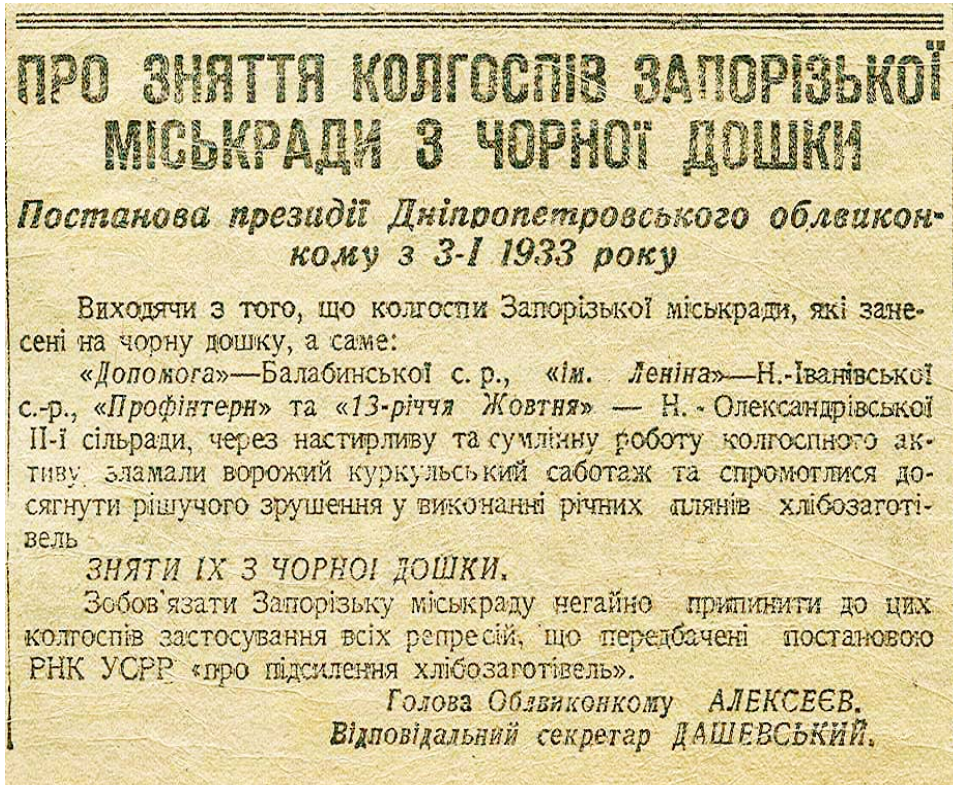 ПРО ЗНЯТТЯ КОЛГОСПІВ ЗАПОРІЗЬКОЇ
МІСЬКРАДИ З ЧОРНОЇ ДОШКИ
Постанова президії Дніпропетровського облвикон-
кому з 3-І 1933 року
Виходячи з того, що колгоспи Запорізької міськради, які зане-
сені на чорну дошку, а саме:
«Допомога»—Балабинської с. р., «ім. Леніна»—Н.-Іванівської
с.-р., «Профінтерн» та «13-річчя Жовтня» — Н. - Олександрівської
ІІ-ї сільради, через настирливу та сумлінну роботу колгоспного ак-
тиву зламали ворожий куркульський саботаж та спромоглися до-
сягнути рішучого зрушення у виконанні річних плянів хлібозаготі-
вель
ЗНЯТИ ІХ З ЧОРНОІ ДОШКИ.
Зобов'язати Запорізьку міськраду негайно припинити до цих
колгоспів застосування всіх репресій, що передбачені постановою
РНК УСРР «про підсилення хлібозаготівель».
Голова Облвиконкому АЛЕКСЕЄВ.
Відповідальний секретар ДАШЕВСЬКИЙ.